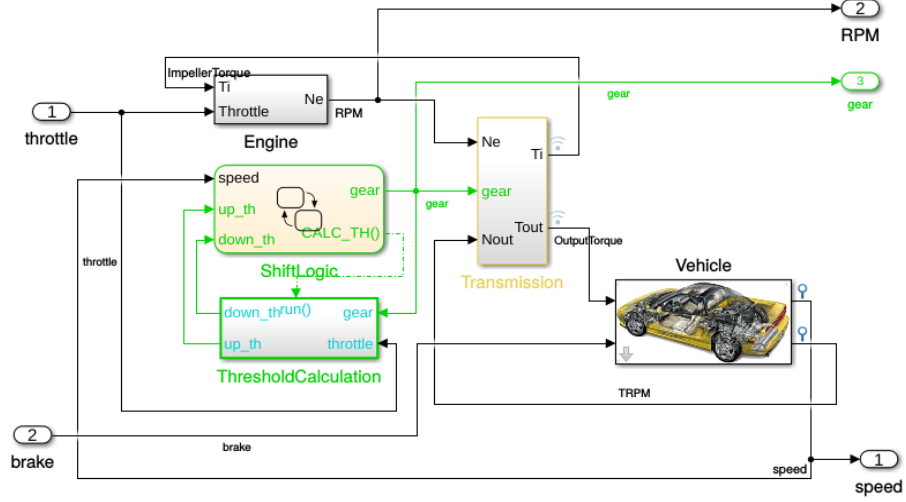 2
RPM
ImpellerTorque
Ti
Ne
Throttle
RPM
Engine
gear
3
gear
1
throttle
Ne
Ti
gear
Tout
Nout
OutputTorque
Transmission
speed
gear
up_th
CALC_TH()
down_th
gear
ShiftLogic
throttle
Vehicle
down_th
run()
gear
up_th
throttle
ThresholdCalculation
TRPM
2
brake
brake
speed
1
speed